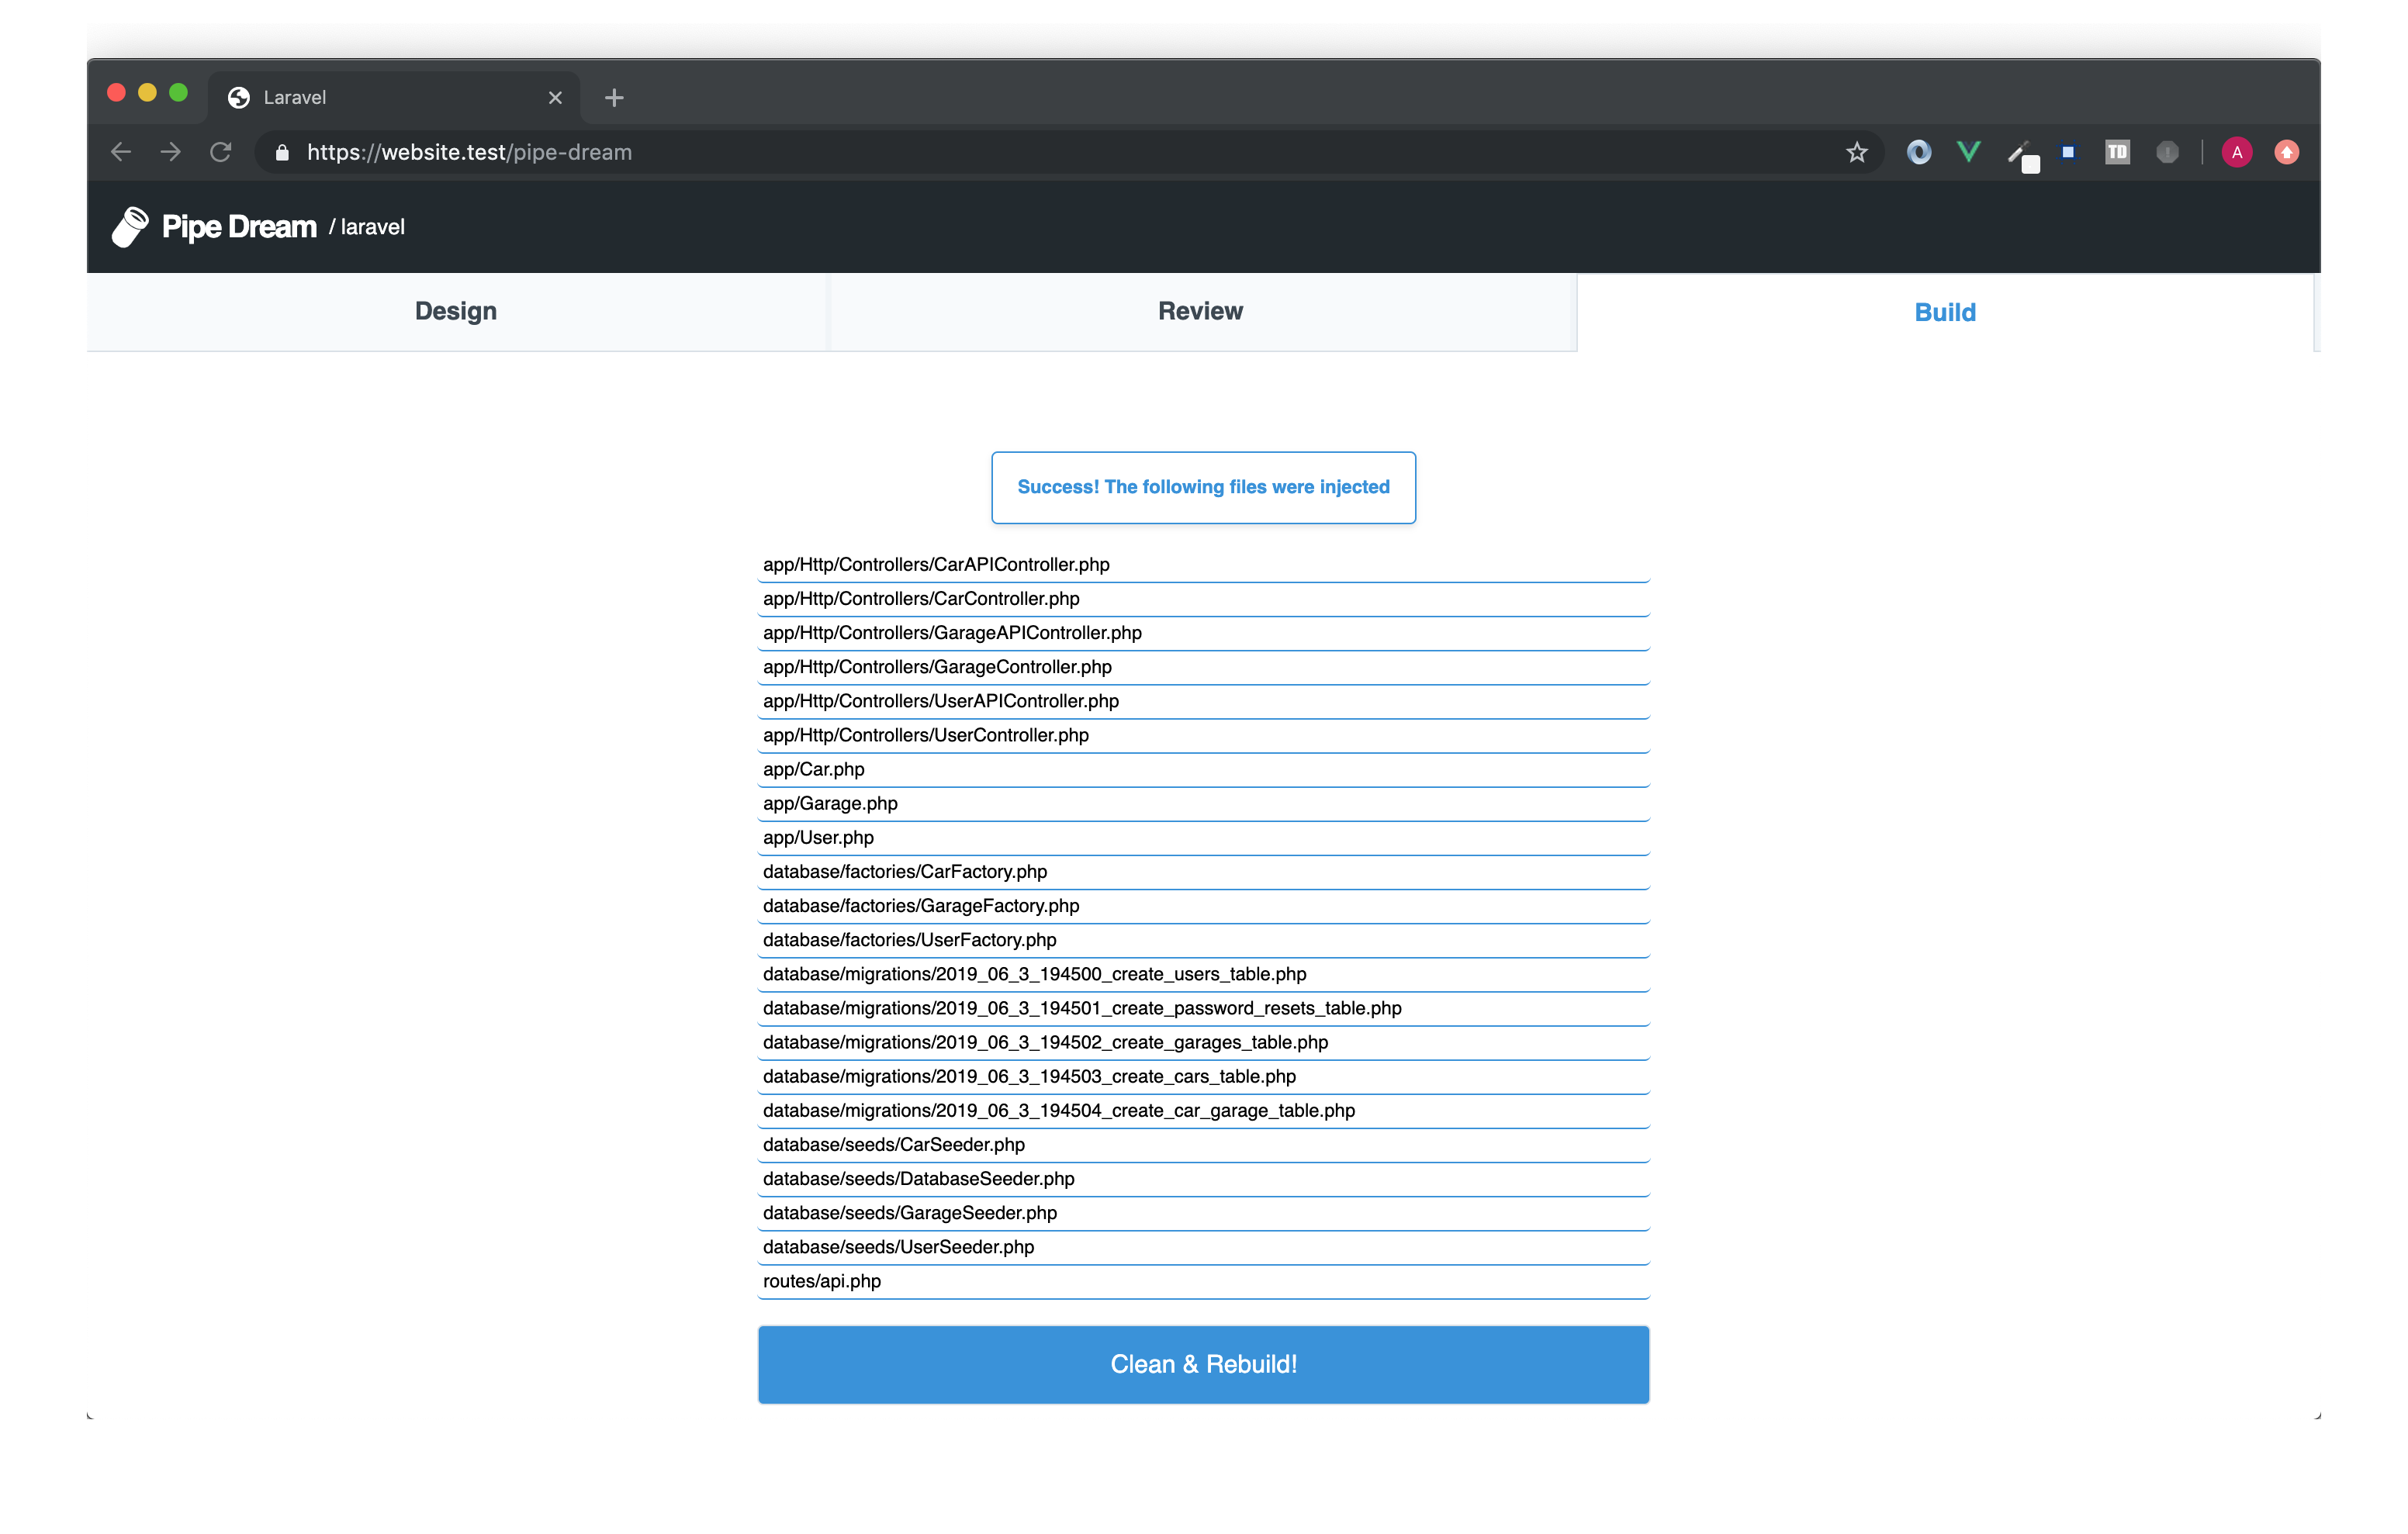 Laravel
https://website.test/pipe-dream
TD
A
Pipe Dream / laravel
Design Review Build
Success! The following files were injected
app/Http/Controllers/CarAPIController.php
app/Http/Controllers/CarController.php
app/Http/Controllers/GarageAPIController.php
app/Http/Controllers/GarageController.php
app/Http/Controllers/UserAPIController.php
app/Http/Controllers/UserController.php
app/Car.php
app/Garage.php
app/User.php
database/factories/CarFactory.php
database/factories/GarageFactory.php
database/factories/UserFactory.php
database/migrations/2019_06_3_194500_create_users_table.php
database/migrations/2019_06_3_194501_create_password_resets_table.php
database/migrations/2019_06_3_194502_create_garages_table.php
database/migrations/2019_06_3_194503_create_cars_table.php
database/migrations/2019_06_3_194504_create_car_garage_table.php
database/seeds/CarSeeder.php
database/seeds/DatabaseSeeder.php
database/seeds/GarageSeeder.php
database/seeds/UserSeeder.php
routes/api.php
Clean & Rebuild!